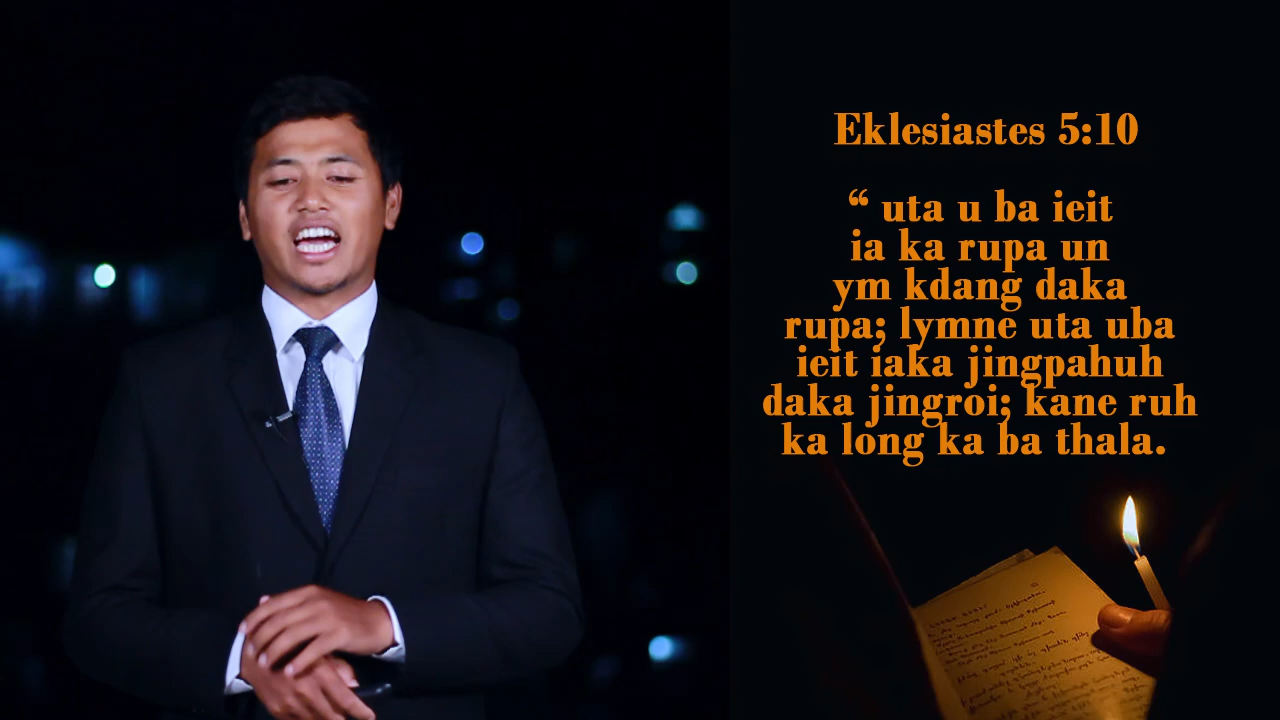 Eklesiastes 5:10
“ uta u ba ieit
ia ka rupa un
ym kdang daka
rupa; lymne uta uba
ieit iaka jingpahuh
daka jingroi; kane ruh
ka long ka ba thala.